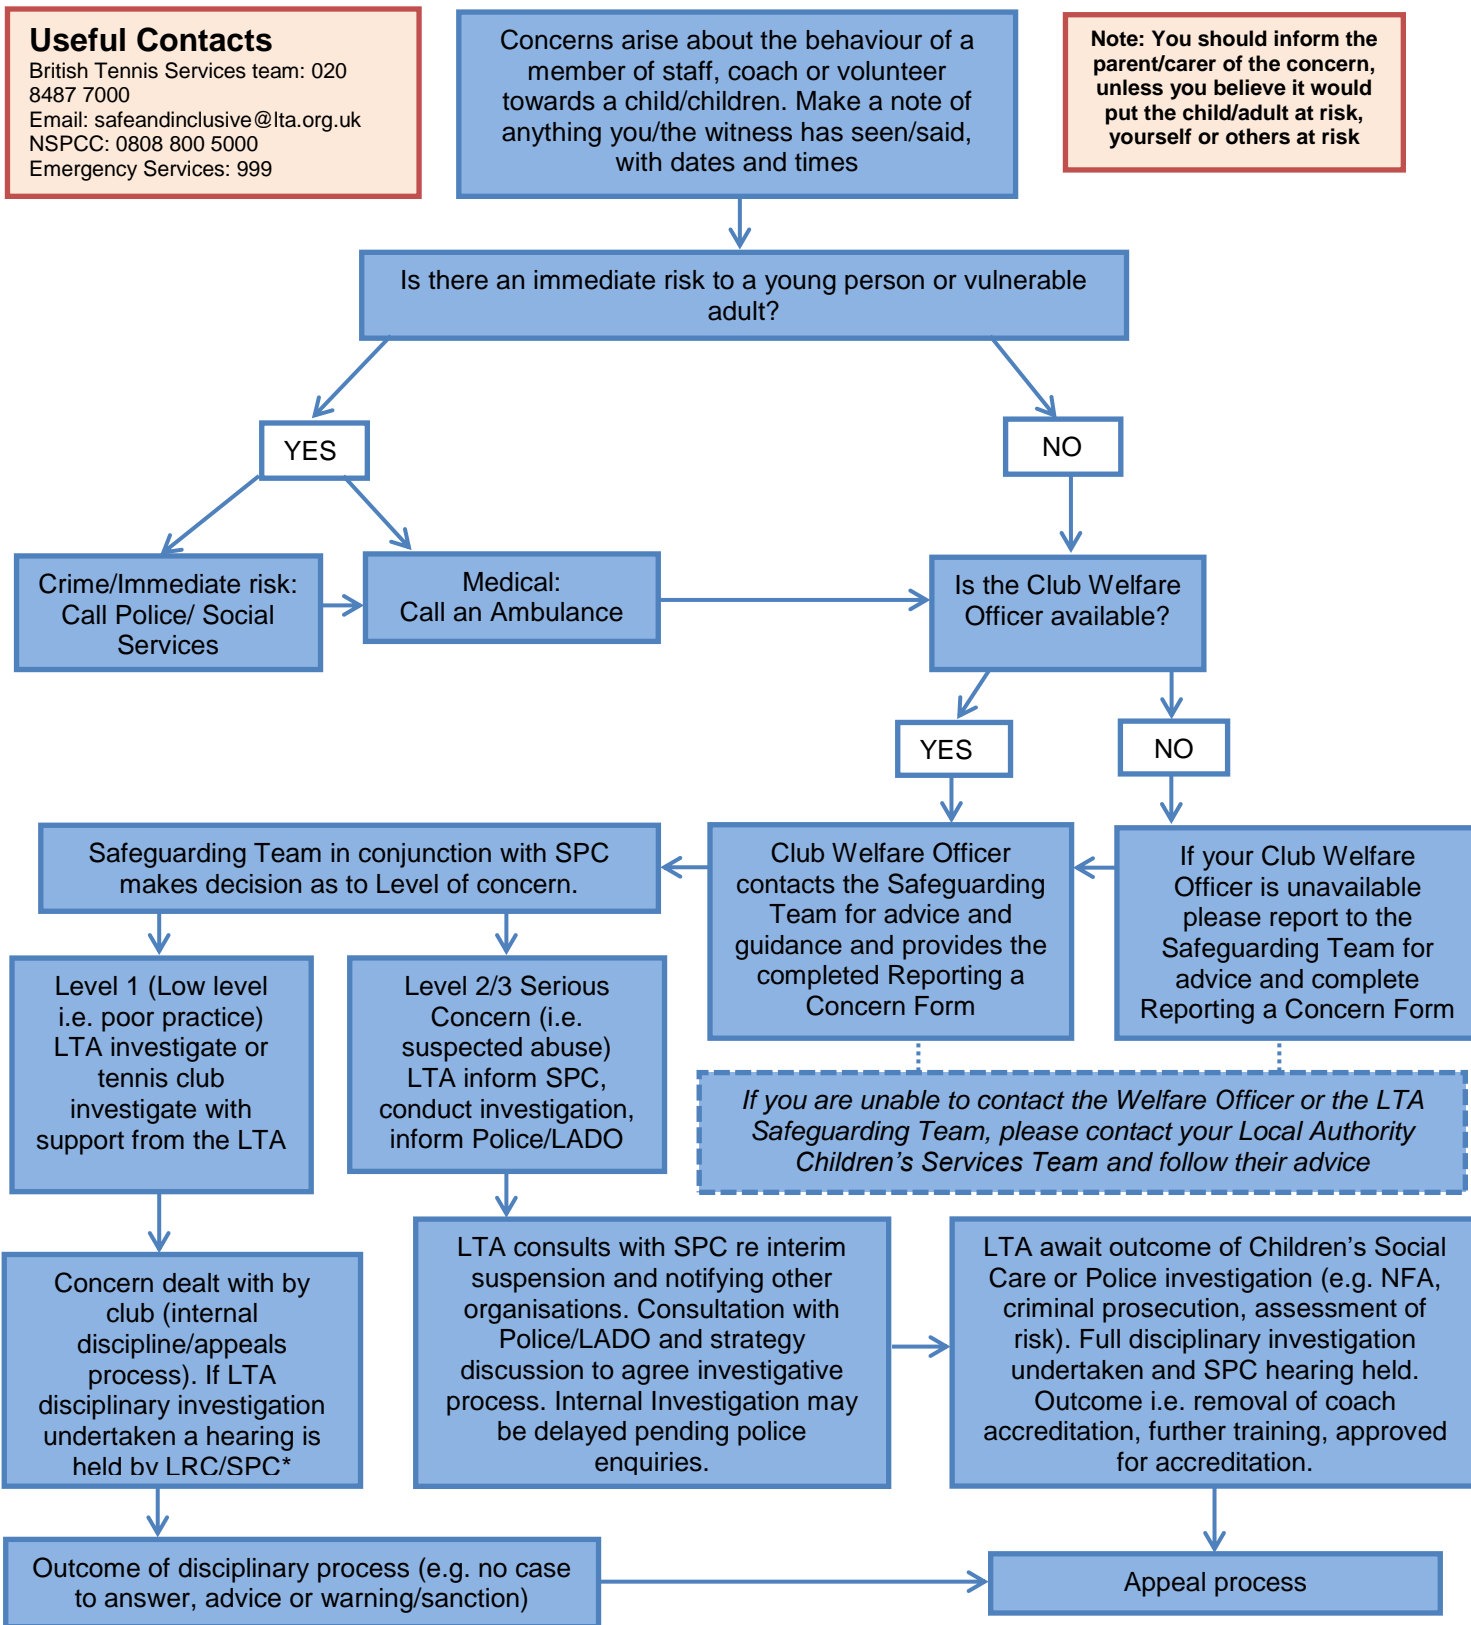 Useful Contacts
British Tennis Services team: 020
8487 7000
Email: safeandinclusive@lta.org.uk
NSPCC: 0808 800 5000
Emergency Services: 999
Concerns arise about the behaviour of a
member of staff, coach or volunteer
towards a child/children. Make a note of
anything you/the witness has seen/said,
with dates and times
Note: You should inform the
parent/carer of the concern,
unless you believe it would
put the child/adult at risk,
yourself or others at risk
Is there an immediate risk to a young person or vulnerable
adult?
YES
NO
Crime/Immediate risk:
Call Police/ Social
Services
Medical:
Call an Ambulance
Is the Club Welfare
Officer available?
YES
NO
Safeguarding Team in conjunction with SPC
makes decision as to Level of concern.
Club Welfare Officer
contacts the Safeguarding
Team for advice and
guidance and provides the
completed Reporting a
Concern Form
If your Club Welfare
Officer is unavailable
please report to the
Safeguarding Team for
advice and complete
Reporting a Concern Form
Level 1 (Low level
i.e. poor practice)
LTA investigate or
tennis club
investigate with
support from the LTA
Level 2/3 Serious
Concern (i.e.
suspected abuse)
LTA inform SPC,
conduct investigation,
inform Police/LADO
If you are unable to contact the Welfare Officer or the LTA
Safeguarding Team, please contact your Local Authority
Children’s Services Team and follow their advice
Concern dealt with by
club (internal
discipline/appeals
process). If LTA
disciplinary investigation
undertaken a hearing is
held by LRC/SPC*
LTA consults with SPC re interim
suspension and notifying other
organisations. Consultation with
Police/LADO and strategy
discussion to agree investigative
process. Internal Investigation may
be delayed pending police
enquiries.
LTA await outcome of Children’s Social
Care or Police investigation (e.g. NFA,
criminal prosecution, assessment of
risk). Full disciplinary investigation
undertaken and SPC hearing held.
Outcome i.e. removal of coach
accreditation, further training, approved
for accreditation.
Outcome of disciplinary process (e.g. no case
to answer, advice or warning/sanction)
Appeal process